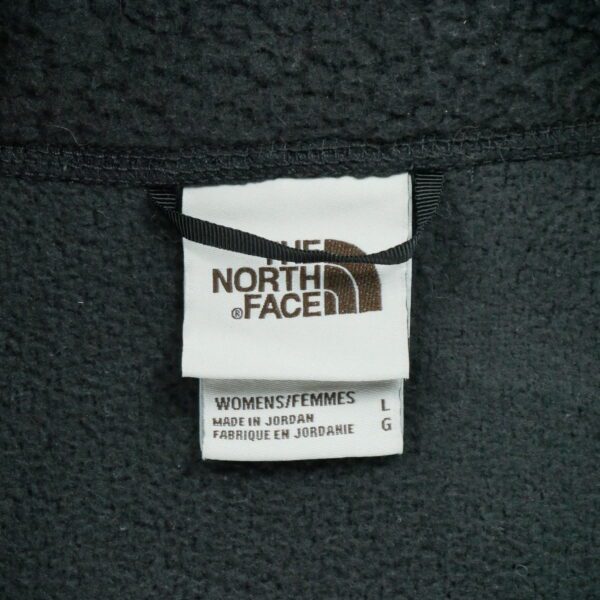 THE
NORTH
®FACE
WOMENS/FEMMES L
MADE IN JORDAN G
FABRIQUE EN JORDANIE